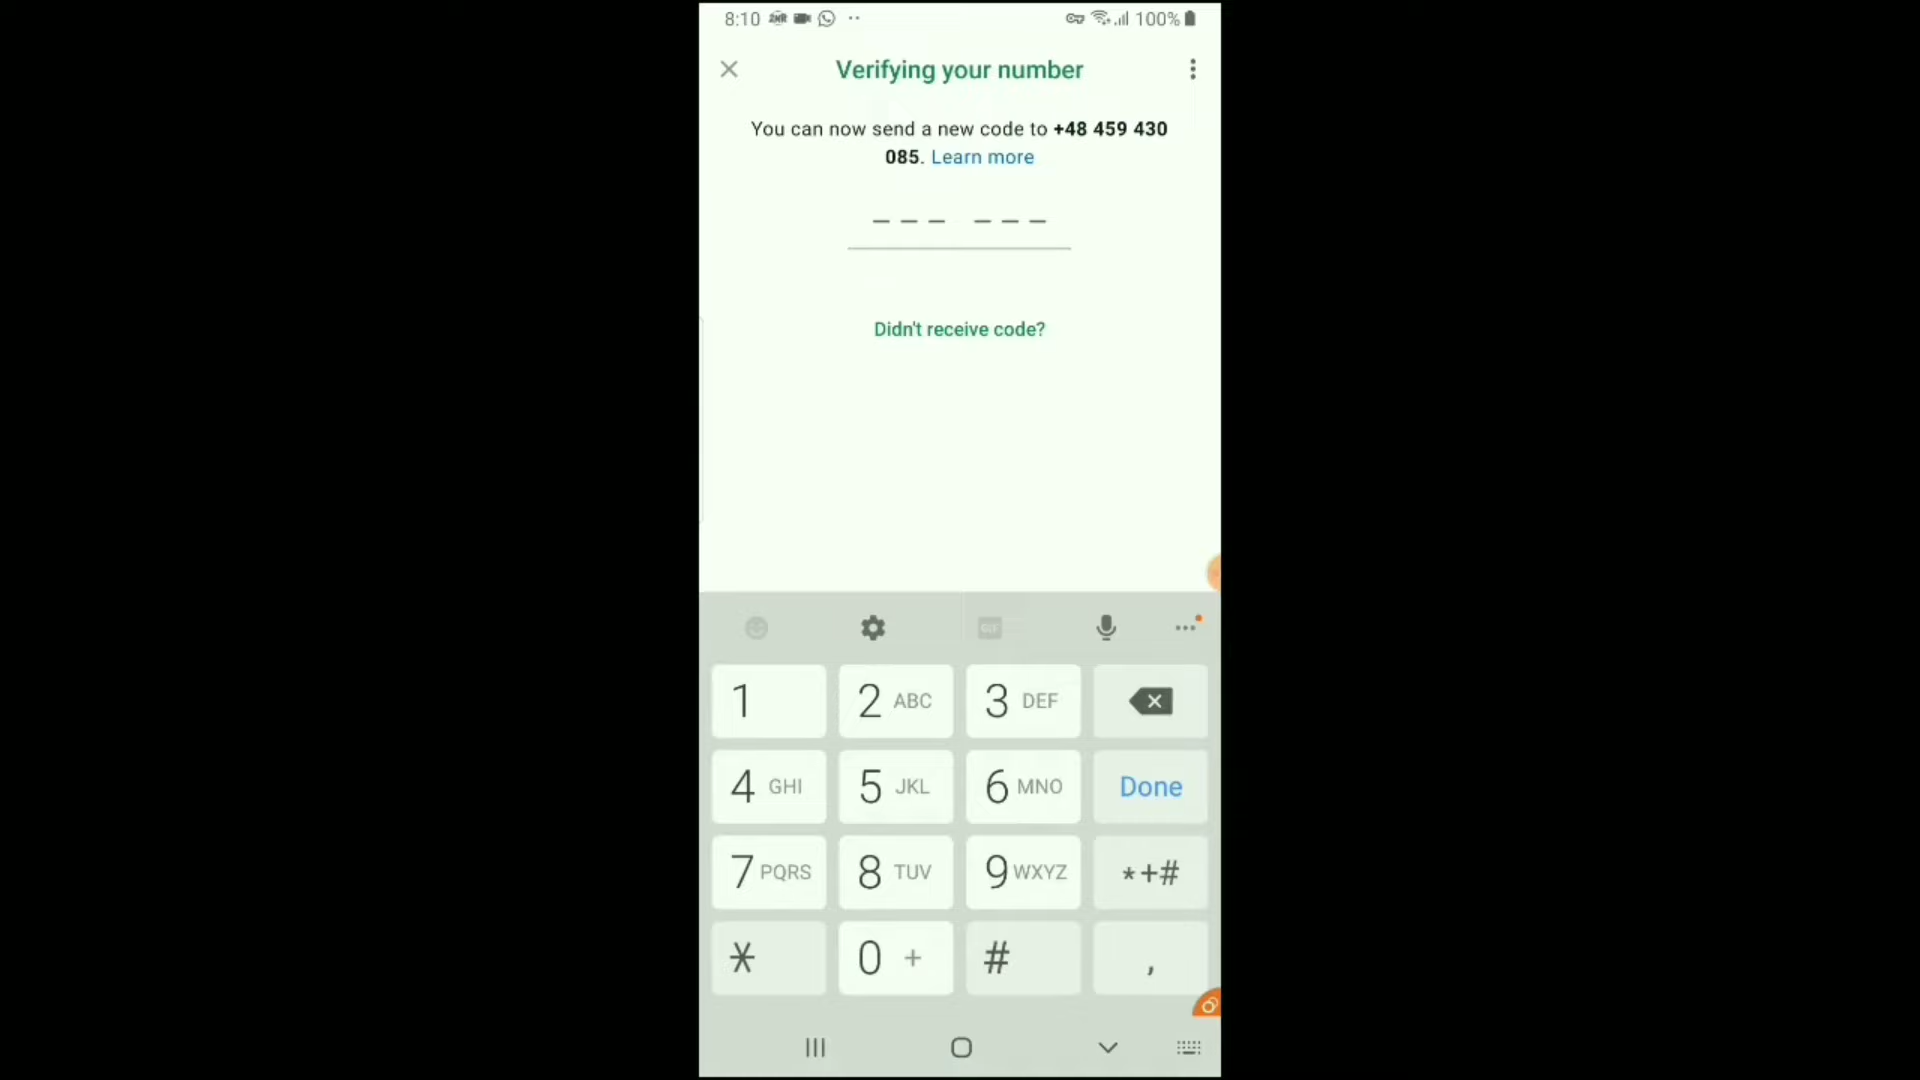 8:10 2NR 100%
Verifying your number
You can now send a new code to +48 459 430
085. Learn more
--- ---
Didn't receive code?
GIF
1 2 ABC 3 DEF
4 GHI 5 JKL 6 MNO Done
7 PQRS 8 TUV 9 WXYZ *+#
* 0 + # ,